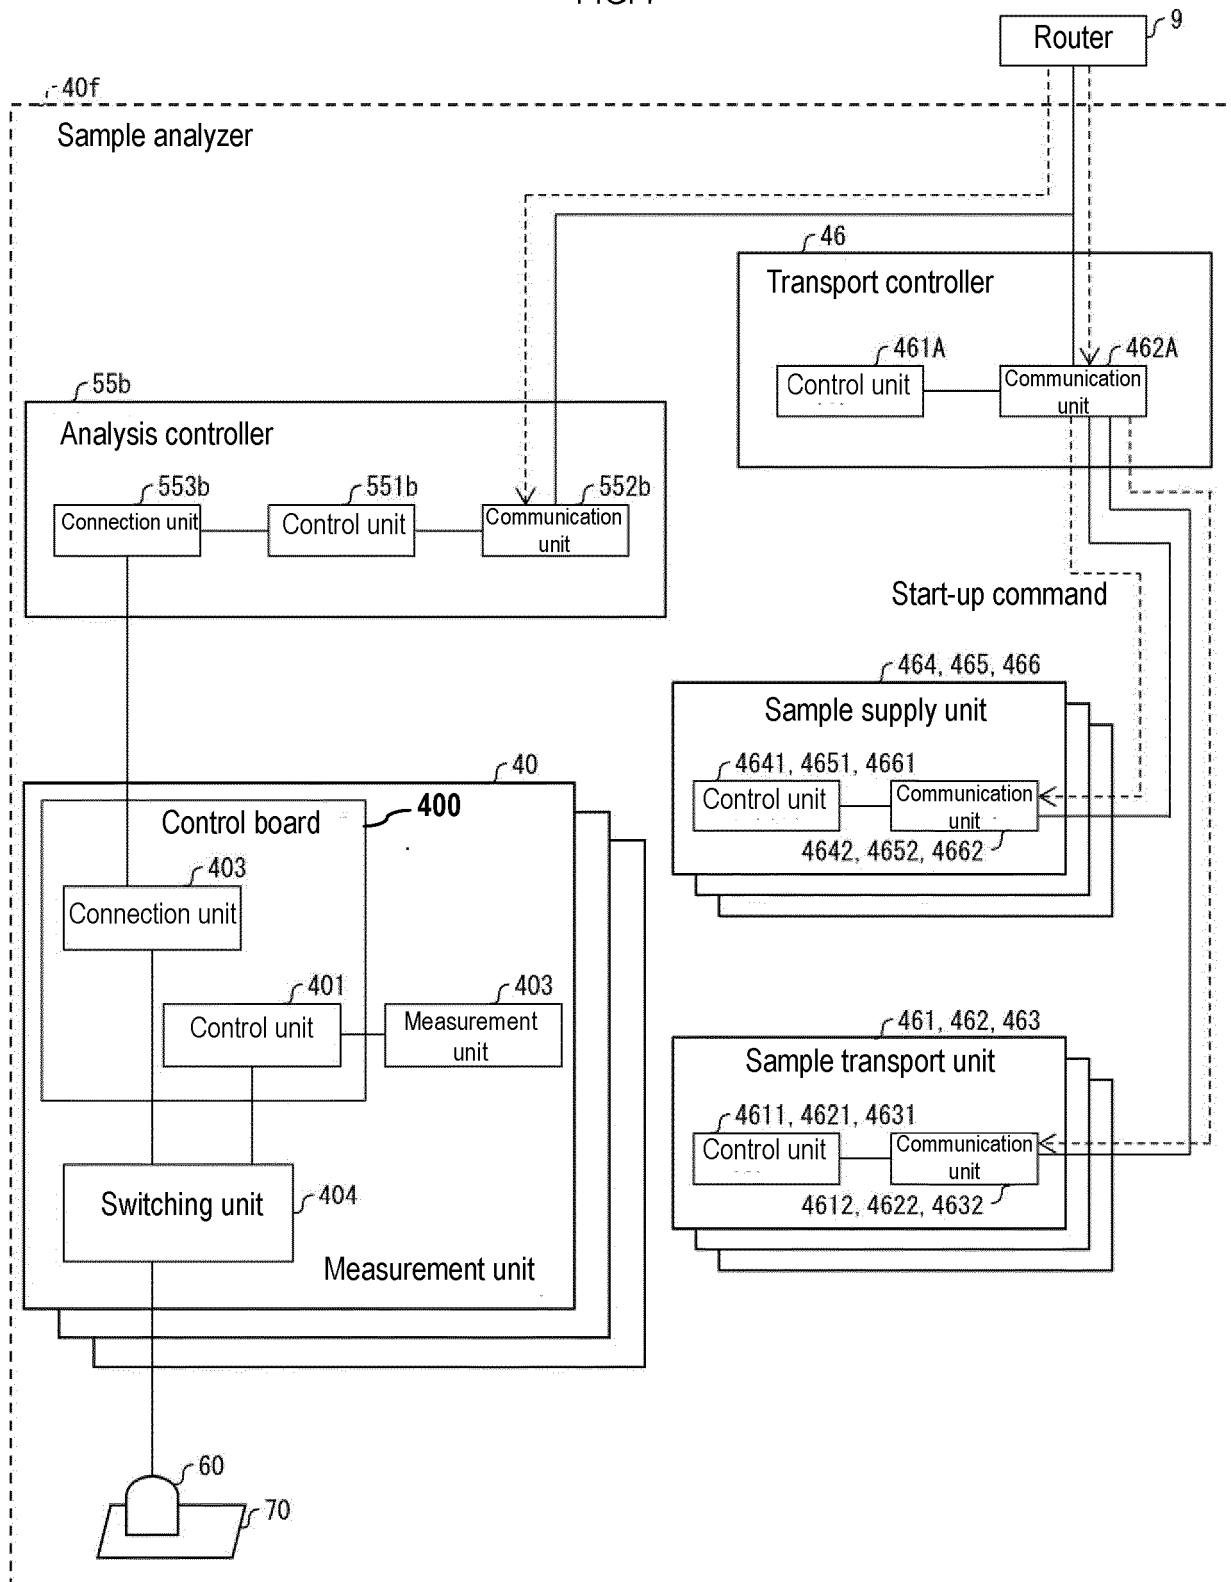 Router
9
40f
Sample analyzer
46
Transport controller
461A
462A
Control unit
Communication
unit
55b
Analysis controller
553b
551b
552b
Connection unit
Control unit
Communication
unit
Start-up command
464, 465, 466
Sample supply unit
4641, 4651, 4661
Control unit
Communication
unit
4642, 4652, 4662
40
Control board
400
403
Connection unit
401
403
Control unit
Measurement
unit
461, 462, 463
Sample transport unit
4611, 4621, 4631
Control unit
Communication
unit
4612, 4622, 4632
Switching unit
404
Measurement unit
60
70